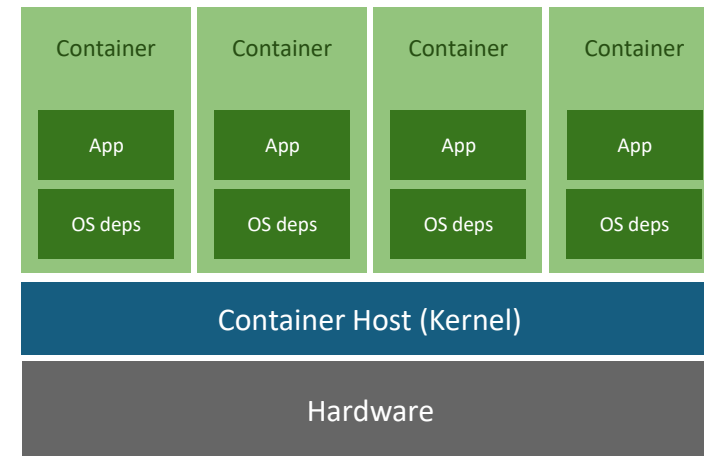 Container
Container
Container
Container
App
App
App
App
OS deps
OS deps
OS deps
OS deps
Container Host (Kernel)
Hardware